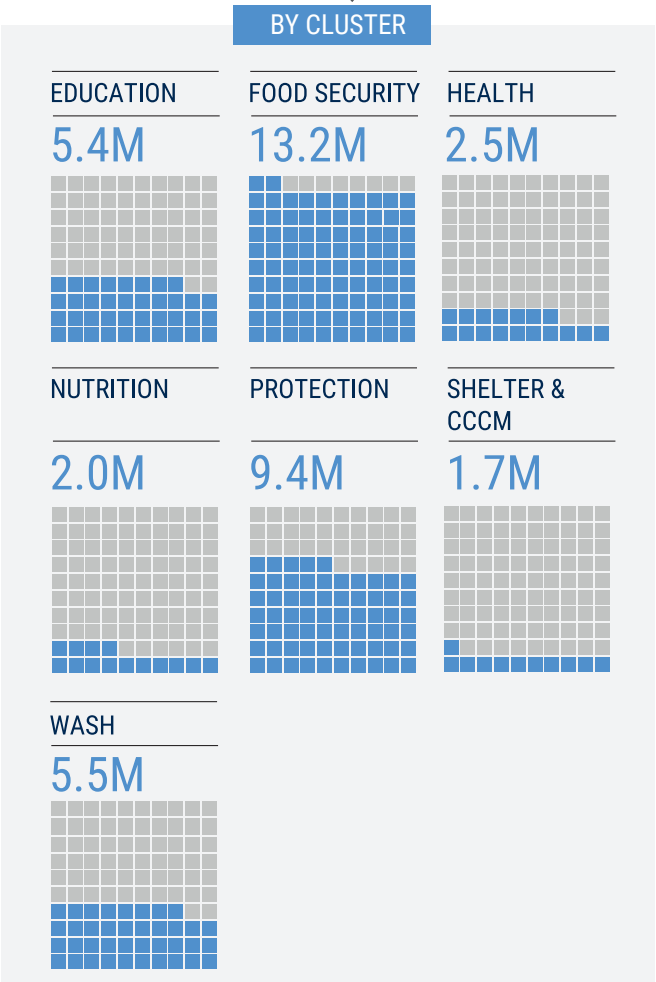 BY CLUSTER
EDUCATION
5.4M
FOOD SECURITY
13.2M
HEALTH
2.5M
NUTRITION
2.0M
PROTECTION
9.4M
SHELTER &
CCCM
1.7M
WASH
5.5M